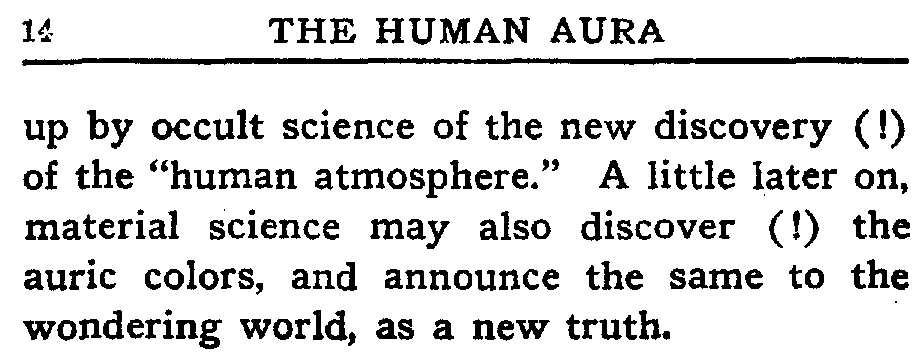 14 THE HUMAN AURA
up by occult science of the new discovery (!)
of the “human atmosphere.” A little later on,
material science may also discover (!) the
auric colors, and announce the same to the
wondering world, as a new truth.